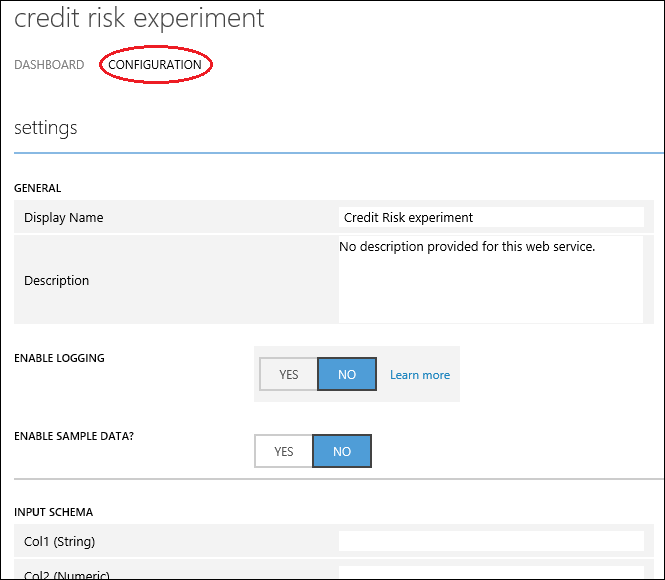 credit risk experiment
DASHBOARD CONFIGURATION
settings
GENERAL
Display Name Credit Risk experiment
No description provided for this web service.
Description
ENABLE LOGGING YES NO Learn more
ENABLE SAMPLE DATA? YES NO
INPUT SCHEMA
Col1 (String)
Col2 (Numeric)